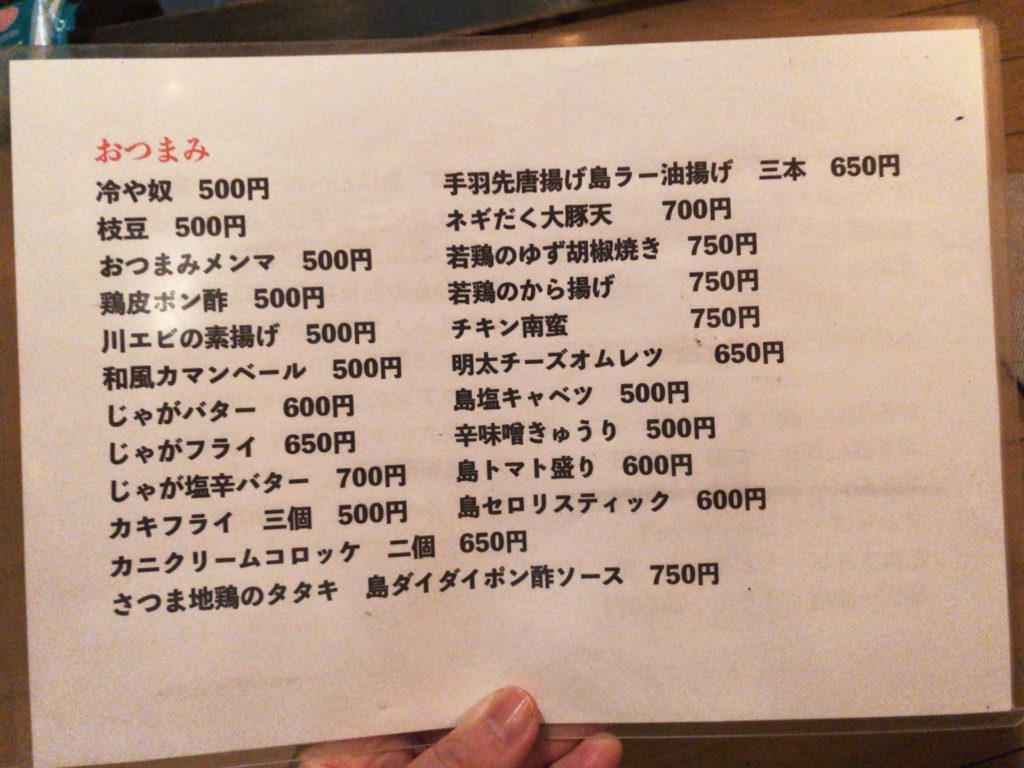 おつまみ
冷や奴　500円
枝豆　500円
おつまみメンマ　500円
鶏皮ポン酢　500円
川エビの素揚げ　500円
和風カマンベール　500円
じゃがバター　600円
じゃがフライ　650円
じゃが塩辛バター　700円
カキフライ　三個　500円
カニクリームコロッケ　二個　650円
さつま地鶏のタタキ　島ダイダイポン酢ソース　750円
手羽先唐揚げ島ラー油揚げ　三本　650円
ネギだく大豚天　700円
若鶏のゆず胡椒焼き　750円
若鶏のから揚げ　750円
チキン南蛮　750円
明太チーズオムレツ　650円
島塩キャベツ　500円
辛味噌きゅうり　500円
島トマト盛り　600円
島セロリスティック　600円